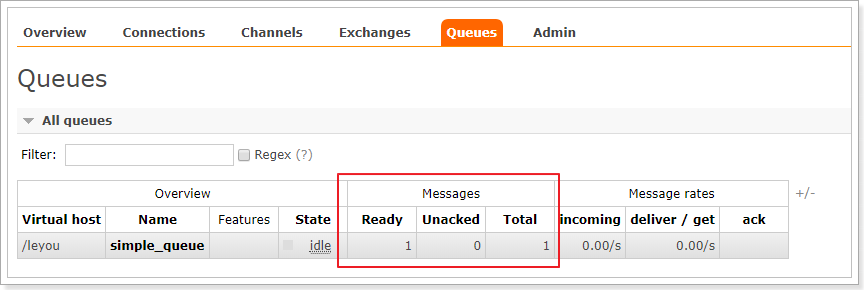 Overview Connections Channels Exchanges Queues Admin
Queues
All queues
Filter: Regex (?)
Overview Messages Message rates +/-
Virtual host Name Features State Ready Unacked Total incoming deliver / get ack
/leyou simple_queue idle 1 0 1 0.00/s 0.00/s